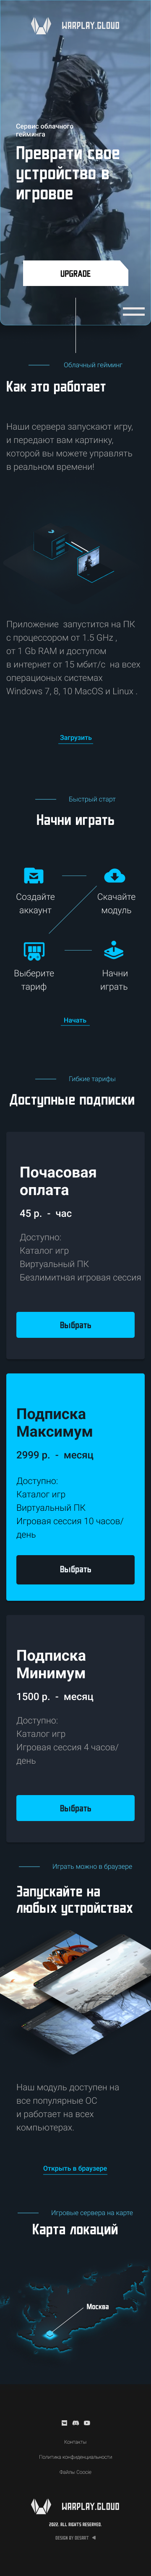 WARPLAY.CLOUD
Сервис облачного
гейминга
Преврати свое
устройство в
игровое
UPGRADE
Облачный гейминг
Как это работает
Наши сервера запускают игру,
и передают вам картинку,
которой вы можете управлять
в реальном времени!
Приложение запустится на ПК
с процессором от 1.5 GHz ,
от 1 Gb RAM и доступом
в интернет от 15 мбит/с на всех
операционых системах
Windows 7, 8, 10 MacOS и Linux .
Загрузить
Быстрый старт
Начни играть
Создайте
аккаунт
Скачайте
модуль
Выберите
тариф
Начни
играть
Начать
Гибкие тарифы
Доступные подписки
Почасовая
оплата
45 р. - час
Доступно:
Каталог игр
Виртуальный ПК
Безлимитная игровая сессия
Выбрать
Подписка
Максимум
2999 р. - месяц
Доступно:
Каталог игр
Виртуальный ПК
Игровая сессия 10 часов/
день
Выбрать
Подписка
Минимум
1500 р. - месяц
Доступно:
Каталог игр
Игровая сессия 4 часов/
день
Выбрать
Играть можно в браузере
Запускайте на
любых устройствах
Наш модуль доступен на
все популярные ОС
и работает на всех
компьютерах.
Открыть в браузере
Игровые сервера на карте
Карта локаций
Москва
Контакты
Политика конфиденциальности
Файлы Coocie
WARPLAY.CLOUD
2022. ALL RIGHTS RESERVED.